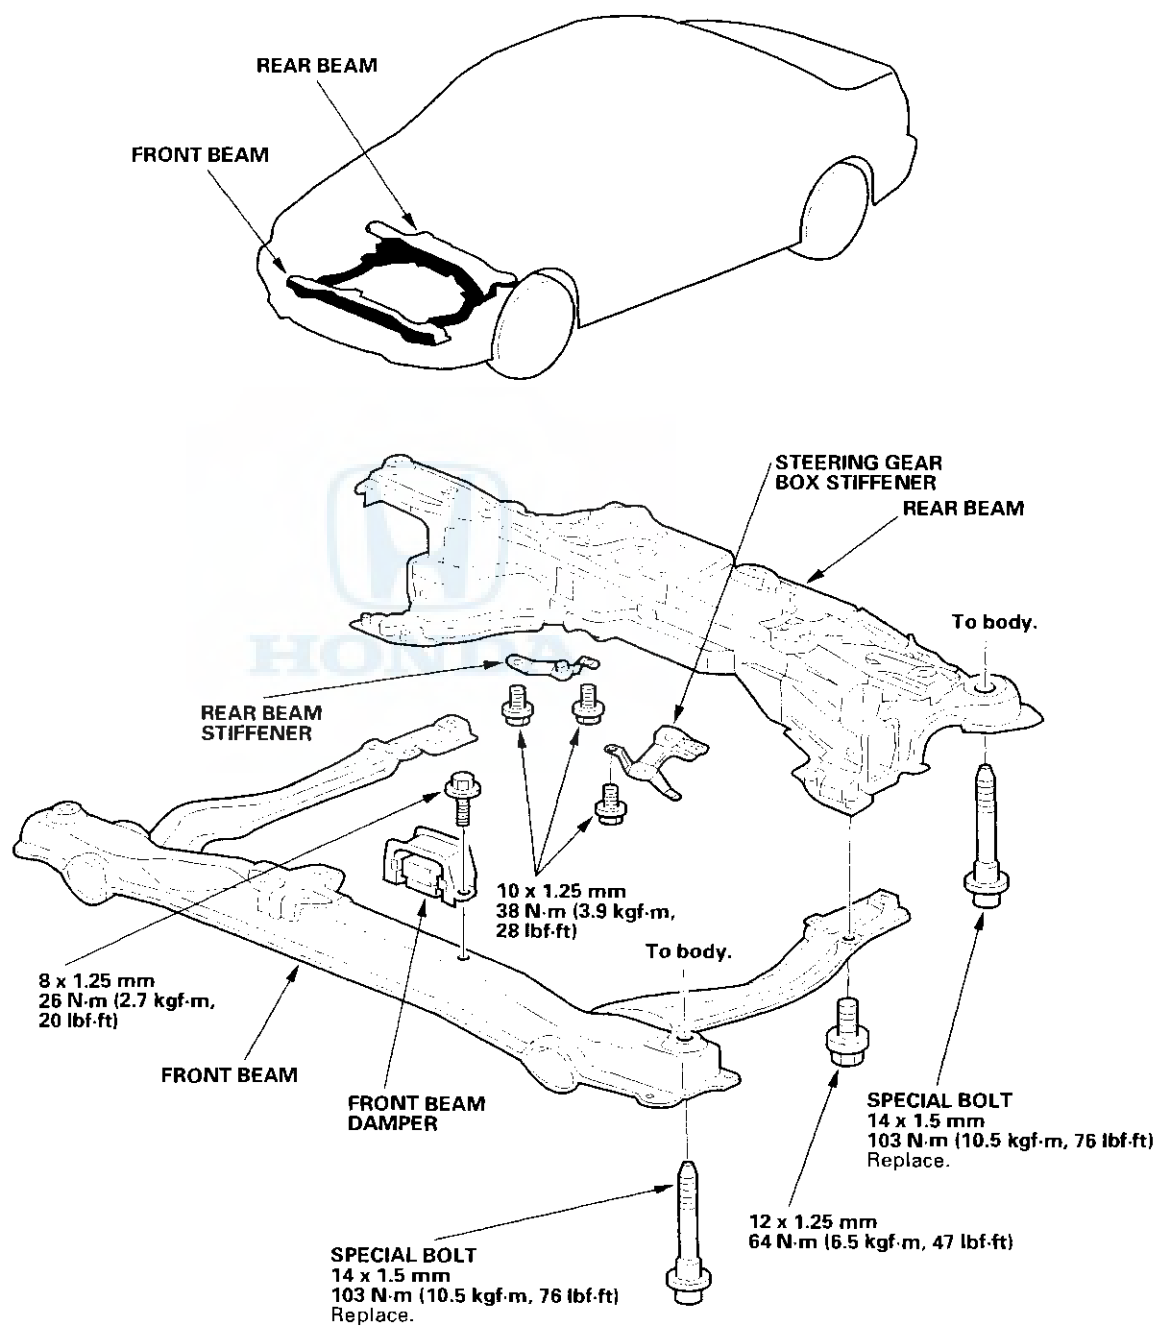 REAR BEAM
FRONT BEAM
STEERING GEAR
BOX STIFFENER
REAR BEAM
To body.
HONDA
REAR BEAM
STIFFENER
10 x 1.25 mm
38 N·m (3.9 kgf·m,
28 lbf·ft)
To body.
8 x 1.25 mm
26 N·m (2.7 kgf·m,
20 lbf·ft)
FRONT BEAM
FRONT BEAM
DAMPER
SPECIAL BOLT
14 x 1.5 mm
103 N·m (10.5 kgf·m, 76 lbf·ft)
Replace.
12 x 1.25 mm
64 N·m (6.5 kgf·m, 47 lbf·ft)
SPECIAL BOLT
14 x 1.5 mm
103 N·m (10.5 kgf·m, 76 lbf·ft)
Replace.